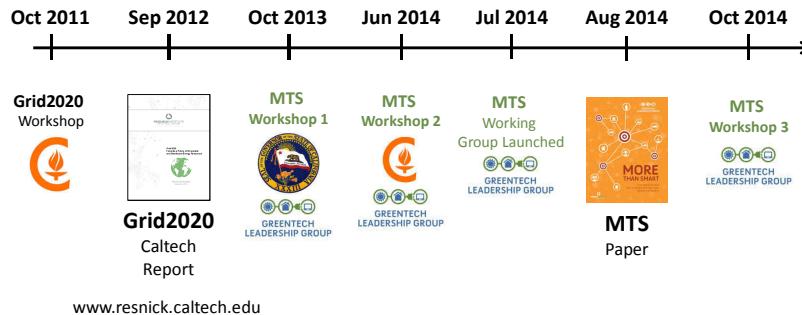 Oct 2011
Sep 2012
Oct 2013
Jun 2014
Jul 2014
Aug 2014
Oct 2014
Grid2020
Workshop
Grid2020
Caltech
Report
MTS
Workshop 1
GREENTECH
LEADERSHIP GROUP
MTS
Workshop 2
GREENTECH
LEADERSHIP GROUP
MTS
Working
Group Launched
GREENTECH
LEADERSHIP GROUP
MORE
THAN SMART
MTS
Paper
MTS
Workshop 3
GREENTECH
LEADERSHIP GROUP
www.resnick.caltech.edu